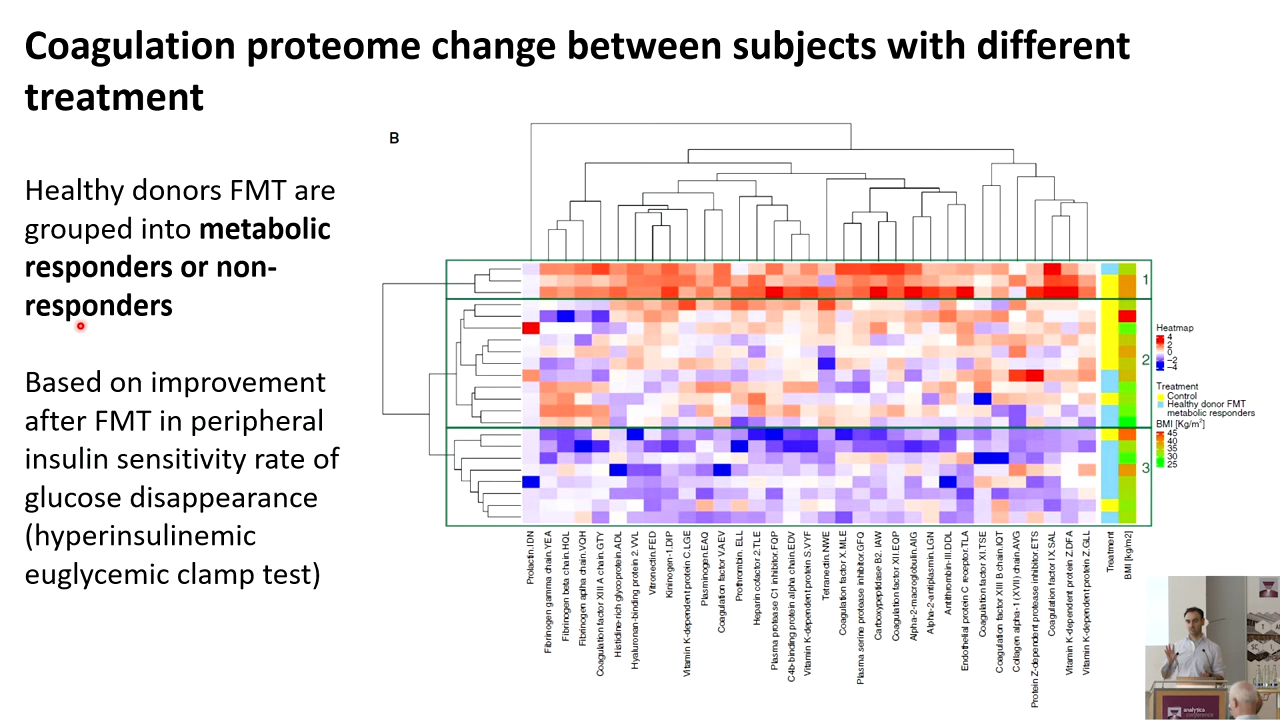 Coagulation proteome change between subjects with different
treatment
B
Healthy donors FMT are
grouped into metabolic
responders or non-
responders
Based on improvement
after FMT in peripheral
insulin sensitivity rate of
glucose disappearance
(hyperinsulinemic
euglycemic clamp test)
1
2
3
Heatmap
4
2
0
−2
−4
Treatment
Control
Healthy donor FMT
metabolic responders
BMI [Kg/m²]
45
40
35
30
25
Prolactin.IDN
Fibrinogen gamma chain.YEA
Fibrinogen beta chain.HQL
Fibrinogen apha chain.VQH
Coagulation factor XIII A chain.GTY
Histidine-rich glycoprotein.ADL
Hyaluronan-binding protein 2.VVL
Vitronectin.FED
Kininogen-1.DIP
Vitamin K-dependent protein C.LGE
Plasminogen.EAQ
Coagulation factor V.AEV
Prothrombin. ELL
Heparin cofactor 2.TLE
Plasma protease C1 inhibitor.FQP
C4b-binding protein alpha chain.EDV
Vitamin K-dependent protein S.VYF
Tetranectin.NWE
Coagulation factor X.MLE
Plasma serine protease inhibitor.GFQ
Carboxypeptidase B2. IAW
Coagulation factor XII.EQP
Alpha-2-macroglobulin.AIG
Alpha-2-antiplasmin.LGN
Antithrombin-III.DDL
Endothelial protein C receptor.TLA
Coagulation factor XI.TSE
Coagulation factor XIII B chain.IQT
Collagen alpha-1 (XVI) chain.AVG
Protein Z-dependent protease inhibitor.ETS
Coagulation factor IX.SAL
Vitamin K-dependent protein Z.DFA
Vitamin K-dependent protein Z.GLL
Treatment
BMI [kg/m2]
analytica
conference